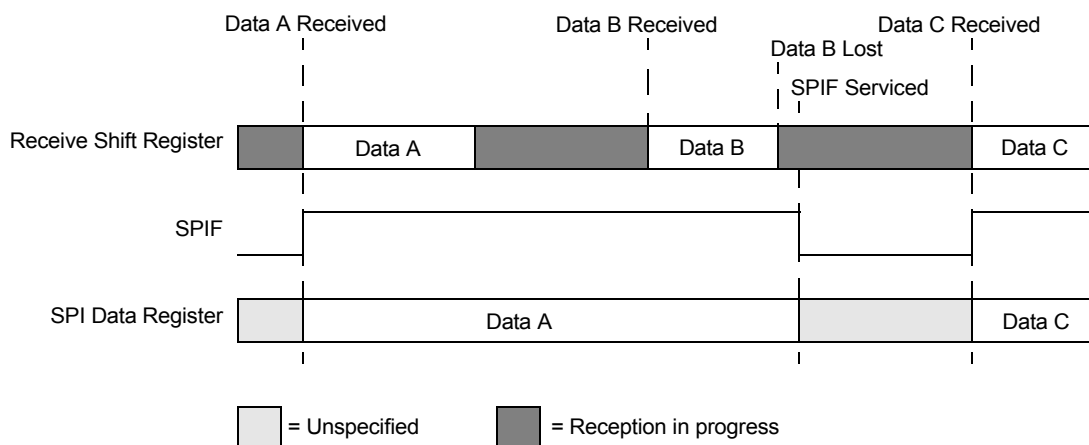 Data A Received
Data B Received
Data C Received
Data B Lost
SPIF Serviced
Receive Shift Register
Data A
Data B
Data C
SPIF
SPI Data Register
Data A
Data C
= Unspecified
= Reception in progress